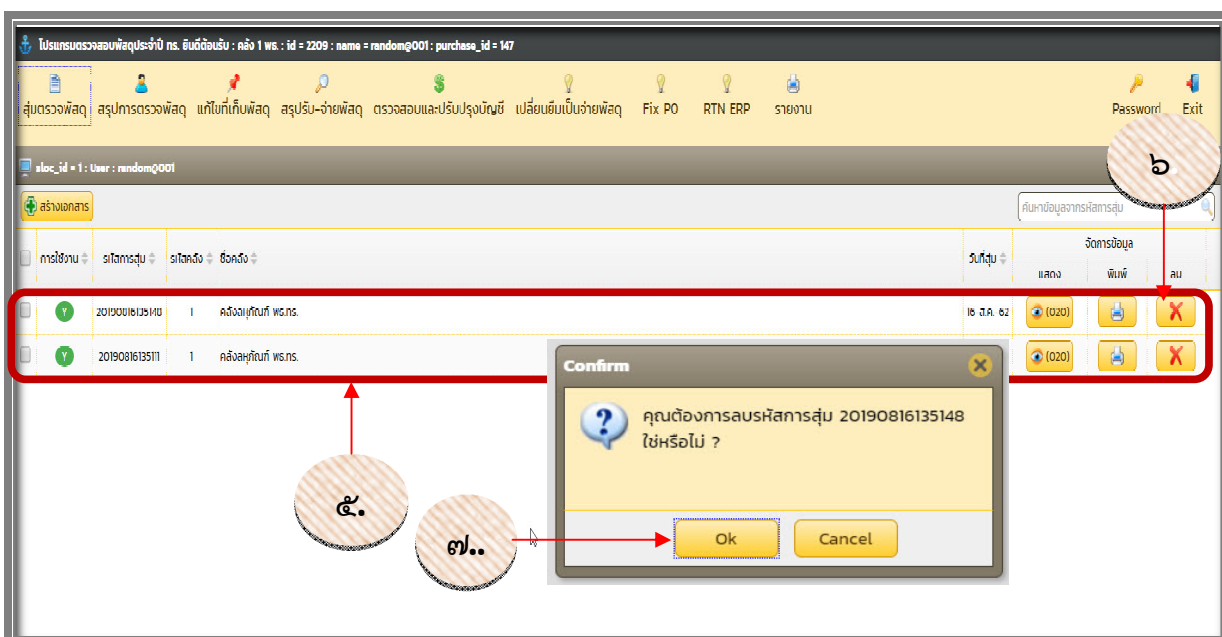 โปรแกรมตรวจสอบพัสดุประจำปี ทร. ยินดีต้อนรับ : คลัง 1 พธ. : id = 2209 : name = random@001 : purchase_id = 147
สุ่มตรวจพัสดุ สรุปการตรวจพัสดุ แก้ไขที่เก็บพัสดุ สรุปรับ-จ่ายพัสดุ ตรวจสอบและปรับปรุงบัญชี เปลี่ยนยืมเป็นจ่ายพัสดุ Fix PO RTN ERP รายงาน Password Exit
sloc_id = 1 : User : random@001
๖
สร้างเอกสาร ค้นหาข้อมูลจากรหัสการสุ่ม
การใช้งาน รหัสการสุ่ม รหัสคลัง ชื่อคลัง วันที่สุ่ม จัดการข้อมูล
แสดง พิมพ์ ลบ
Y 20190816135148 1 คลังลหุภัณฑ์ พธ.ทร. 16 ส.ค. 62 (020)
Y 20190816135111 1 คลังลหุภัณฑ์ พธ.ทร. (020)
Confirm
คุณต้องการลบรหัสการสุ่ม 20190816135148
ใช่หรือไม่ ?
Ok Cancel
๕.
๗..